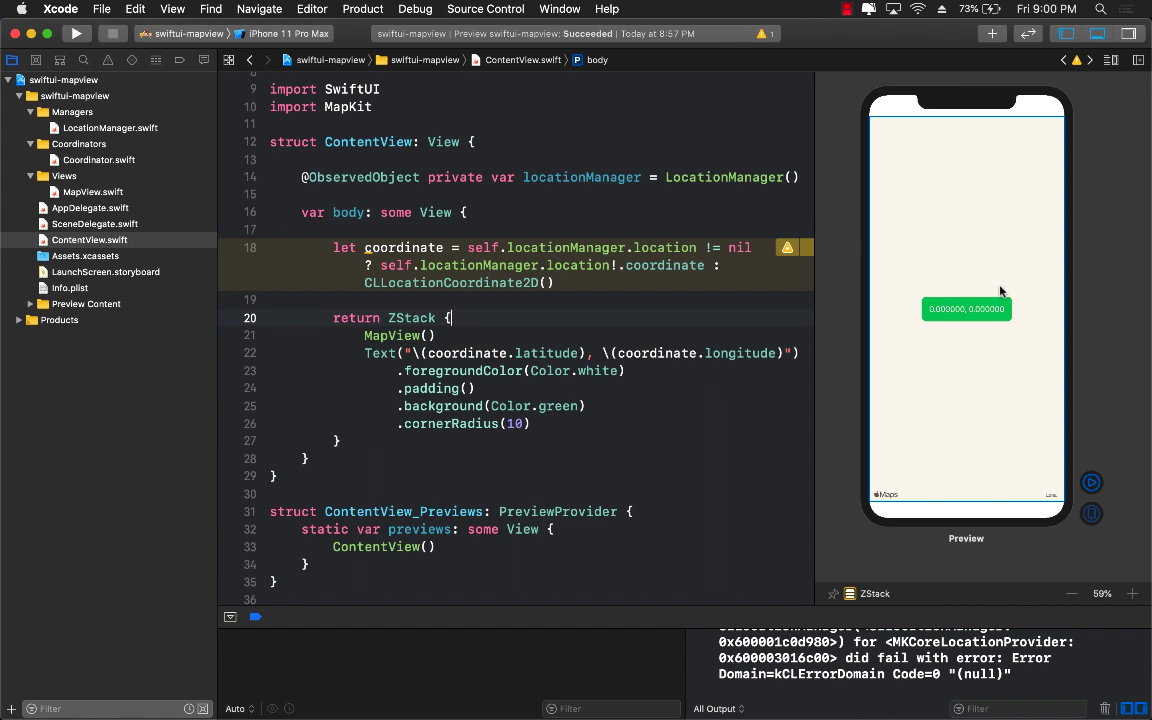 Xcode File Edit View Find Navigate Editor Product Debug Source Control Window Help 73% Fri 9:00 PM
swiftui-mapview iPhone 11 Pro Max
swiftui-mapview | Preview swiftui-mapview: Succeeded | Today at 8:57 PM 1
swiftui-mapview
swiftui-mapview
Managers
LocationManager.swift
Coordinators
Coordinator.swift
Views
MapView.swift
AppDelegate.swift
SceneDelegate.swift
ContentView.swift
Assets.xcassets
LaunchScreen.storyboard
Info.plist
Preview Content
Products
Filter
swiftui-mapview swiftui-mapview ContentView.swift P body
9 import SwiftUI
10 import MapKit
11
12 struct ContentView: View {
13
14 @ObservedObject private var locationManager = LocationManager()
15
16 var body: some View {
17
18 let coordinate = self.locationManager.location != nil
? self.locationManager.location!.coordinate :
CLLocationCoordinate2D()
19
20 return ZStack {
21 MapView()
22 Text("\(coordinate.latitude), \(coordinate.longitude)")
23 .foregroundColor(Color.white)
24 .padding()
25 .background(Color.green)
26 .cornerRadius(10)
27 }
28 }
29 }
30
31 struct ContentView_Previews: PreviewProvider {
32 static var previews: some View {
33 ContentView()
34 }
35 }
36
0.000000, 0.000000
Maps
Preview
ZStack 59%
0x600001c0d980>) for <MKCoreLocationProvider:
0x600003016c00> did fail with error: Error
Domain=kCLErrorDomain Code=0 "(null)"
Auto Filter All Output Filter